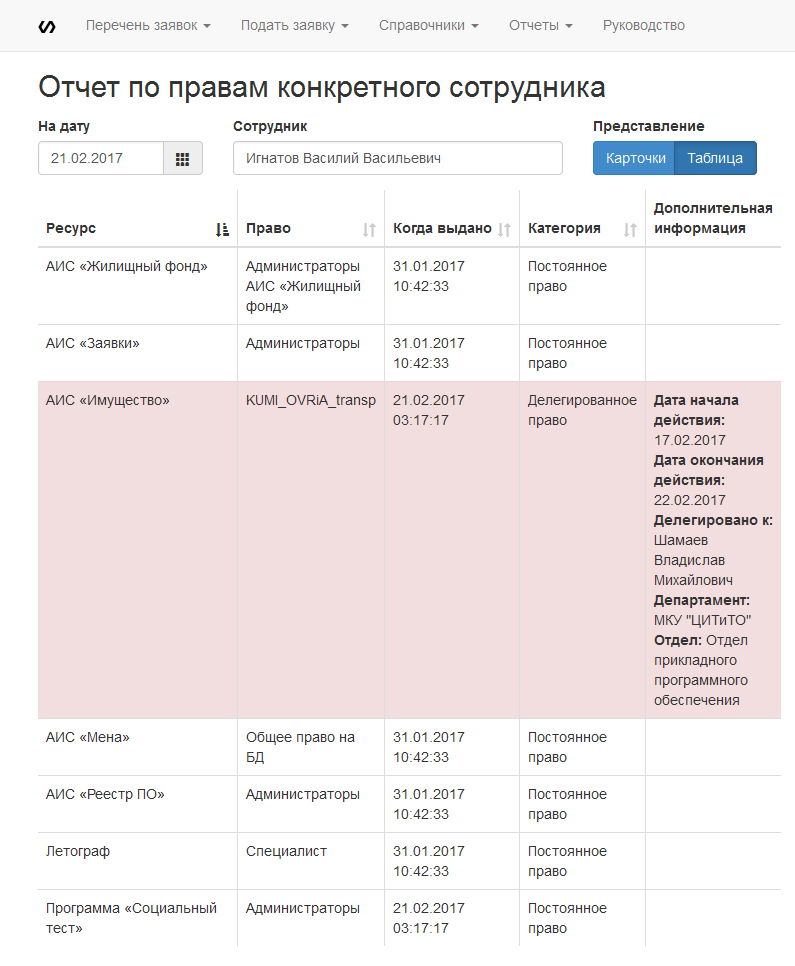 Перечень заявок Подать заявку Справочники Отчеты Руководство
Отчет по правам конкретного сотрудника
На дату Сотрудник Представление
21.02.2017 Игнатов Василий Васильевич Карточки Таблица
Ресурс Право Когда выдано Категория Дополнительная
информация
АИС «Жилищный фонд» Администраторы 31.01.2017 Постоянное
АИС «Жилищный 10:42:33 право
фонд»
АИС «Заявки» Администраторы 31.01.2017 Постоянное
10:42:33 право
АИС «Имущество» KUMI_OVRiA_transp 21.02.2017 Делегированное Дата начала
03:17:17 право действия:
17.02.2017
Дата окончания
действия:
22.02.2017
Делегировано к:
Шамаев
Владислав
Михайлович
Департамент:
МКУ "ЦИТиТО"
Отдел: Отдел
прикладного
программного
обеспечения
АИС «Мена» Общее право на 31.01.2017 Постоянное
БД 10:42:33 право
АИС «Реестр ПО» Администраторы 31.01.2017 Постоянное
10:42:33 право
Летограф Специалист 31.01.2017 Постоянное
10:42:33 право
Программа «Социальный Администраторы 21.02.2017 Постоянное
тест» 03:17:17 право